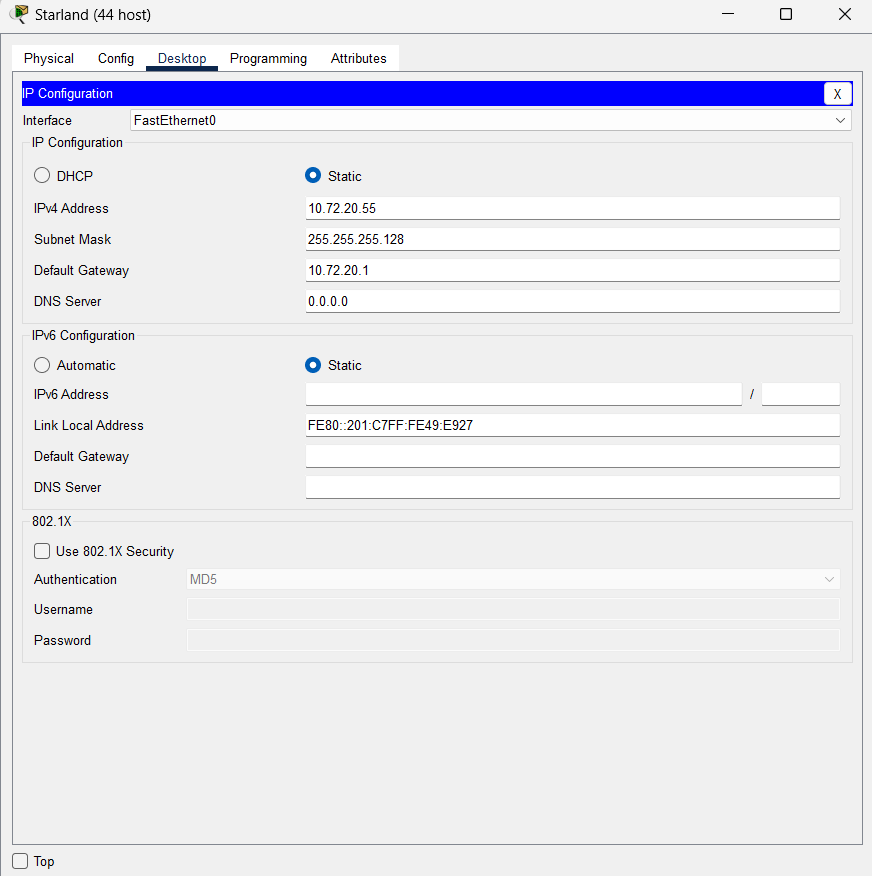 Starland (44 host)
Physical Config Desktop Programming Attributes
IP Configuration X
Interface FastEthernet0
IP Configuration
DHCP Static
IPv4 Address 10.72.20.55
Subnet Mask 255.255.255.128
Default Gateway 10.72.20.1
DNS Server 0.0.0.0
IPv6 Configuration
Automatic Static
IPv6 Address /
Link Local Address FE80::201:C7FF:FE49:E927
Default Gateway
DNS Server
802.1X
Use 802.1X Security
Authentication MD5
Username
Password
Top